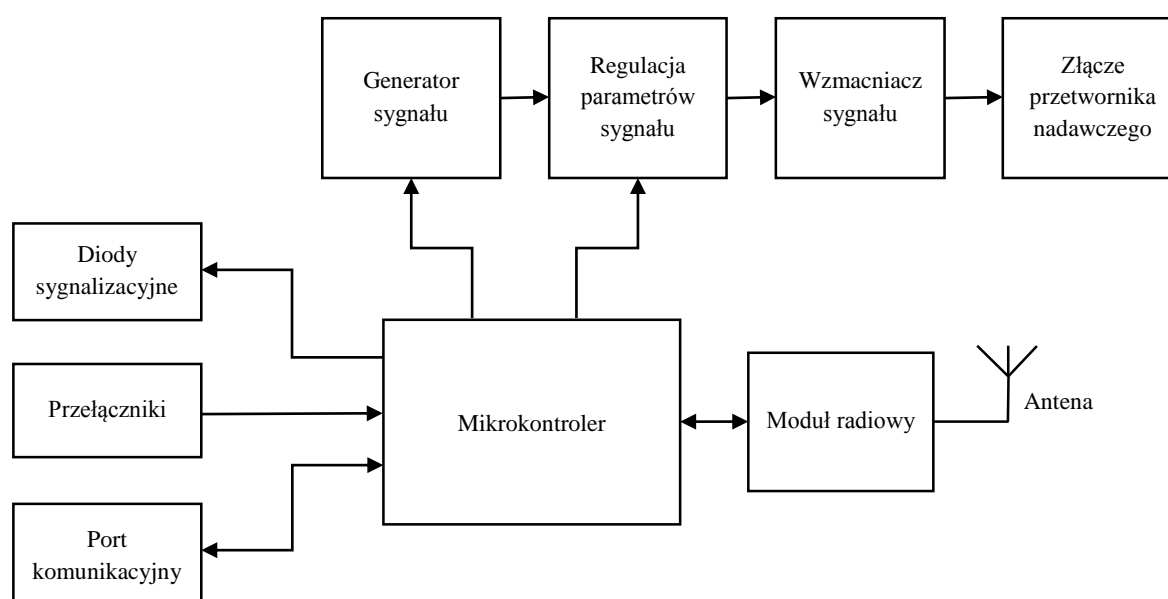 Generator
sygnału
Regulacja
parametrów
sygnału
Wzmacniacz
sygnału
Złącze
przetwornika
nadawczego
Diody
sygnalizacyjne
Przełączniki
Mikrokontroler
Moduł radiowy
Antena
Port
komunikacyjny